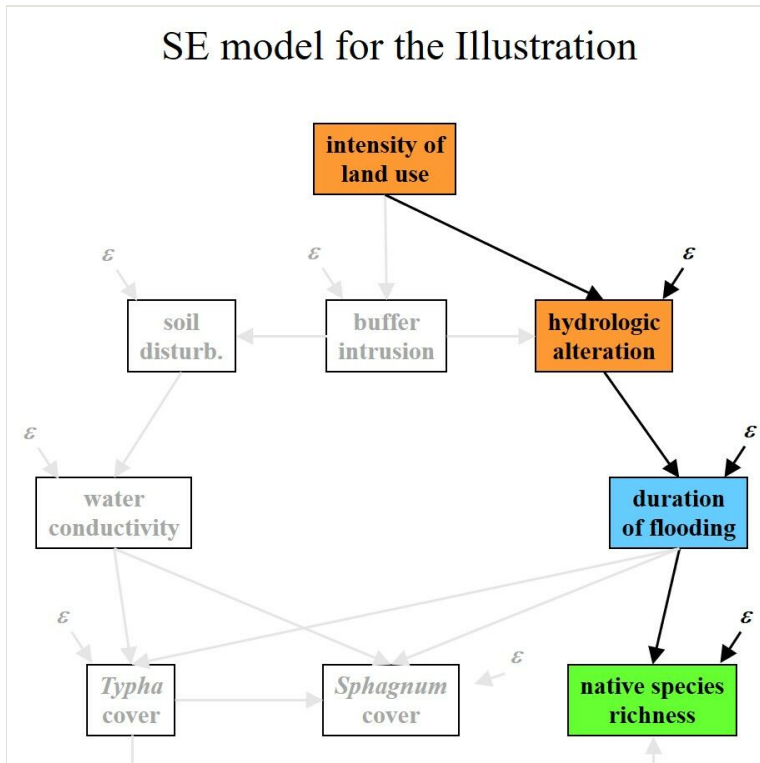 SE model for the Illustration
intensity of
land use
ε
ε
ε
soil
disturb.
buffer
intrusion
hydrologic
alteration
ε
ε
water
conductivity
duration
of flooding
ε
ε
ε
Typha
cover
Sphagnum
cover
native species
richness